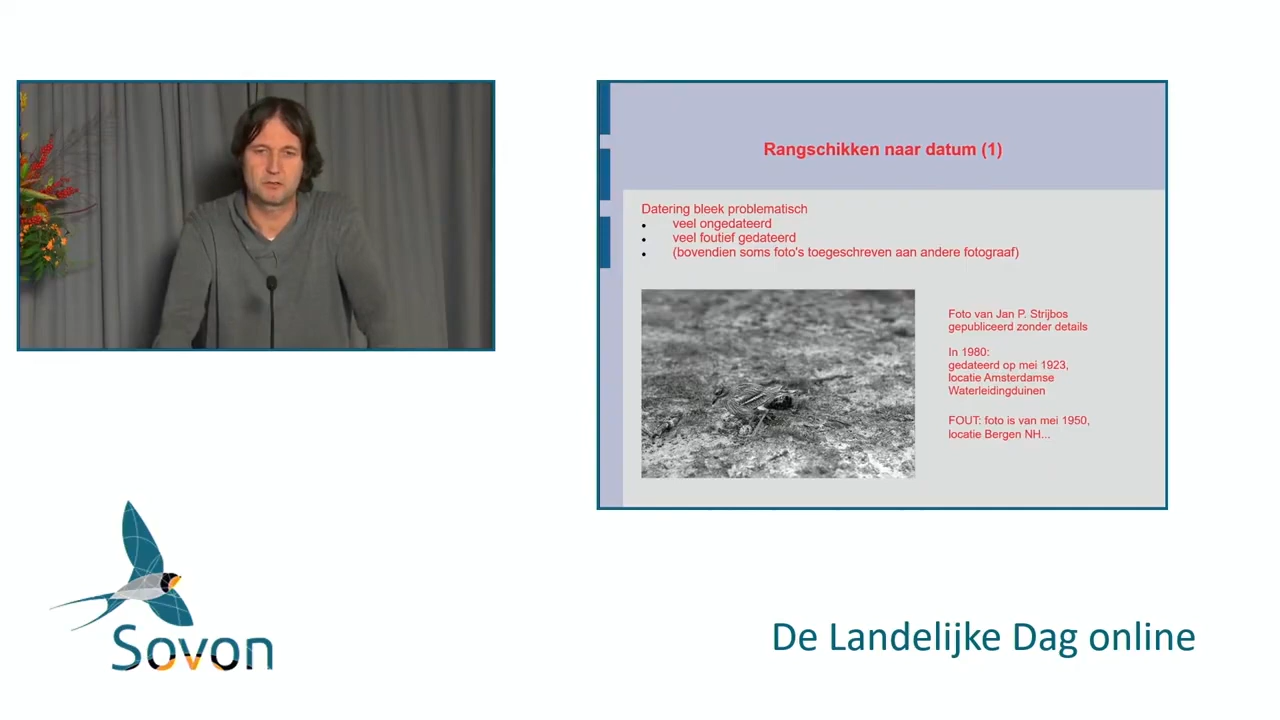 Rangschikken naar datum (1)
Datering bleek problematisch
• veel ongedateerd
• veel foutief gedateerd
• (bovendien soms foto's toegeschreven aan andere fotograaf)
Foto van Jan P. Strijbos
gepubliceerd zonder details
In 1980:
gedateerd op mei 1923,
locatie Amsterdamse
Waterleidingduinen
FOUT: foto is van mei 1950,
locatie Bergen NH...
Sovon
De Landelijke Dag online